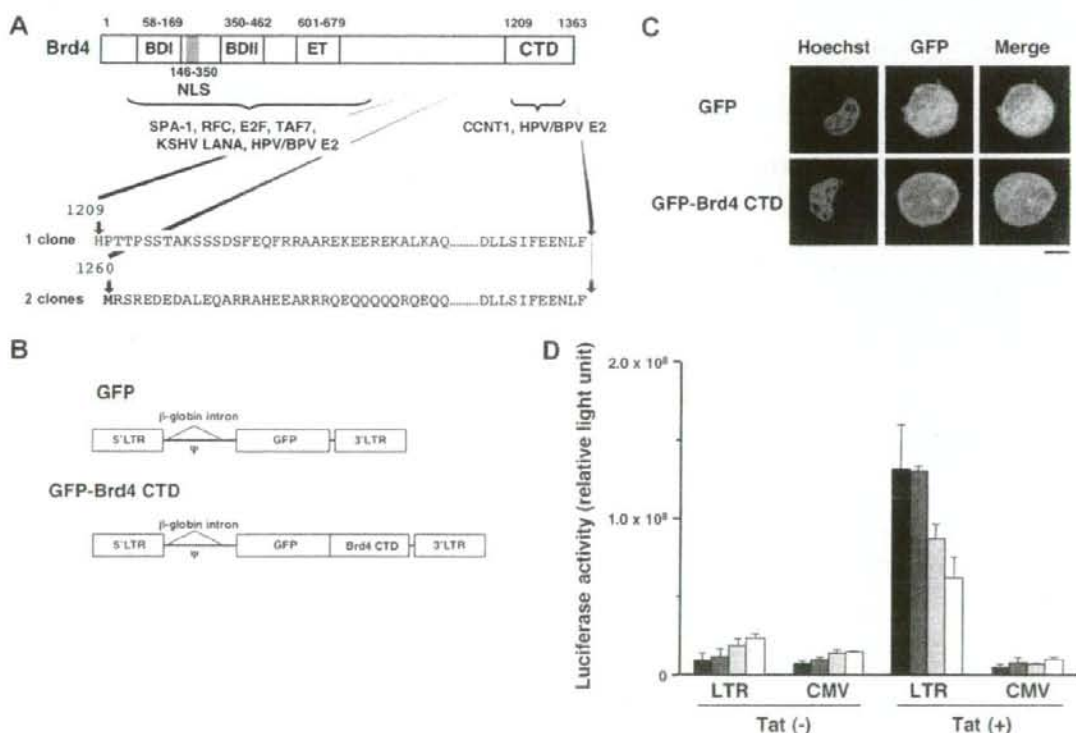 A
1 58-169 350-462 601-679 1209 1363
Brd4 BDI BDII ET CTD
146-350
NLS
SPA-1, RFC, E2F, TAF7,
KSHV LANA, HPV/BPV E2
CCNT1, HPV/BPV E2
1209
1 clone HPTTPSSTAKSSSDSFEQFRRAAREKEEREKALKAQ........DLLSIFEENLF
1260
2 clones MRSREDEDALEQARRAHEEARRRQEQQQQQRQEQQ........DLLSIFEENLF
B
GFP
β-globin intron
5'LTR Ψ GFP 3'LTR
GFP-Brd4 CTD
β-globin intron
5'LTR Ψ GFP Brd4 CTD 3'LTR
C
Hoechst GFP Merge
GFP
GFP-Brd4 CTD
D
Luciferase activity (relative light unit)
2.0 x 10⁸
1.0 x 10⁸
0
LTR CMV LTR CMV
Tat (-) Tat (+)